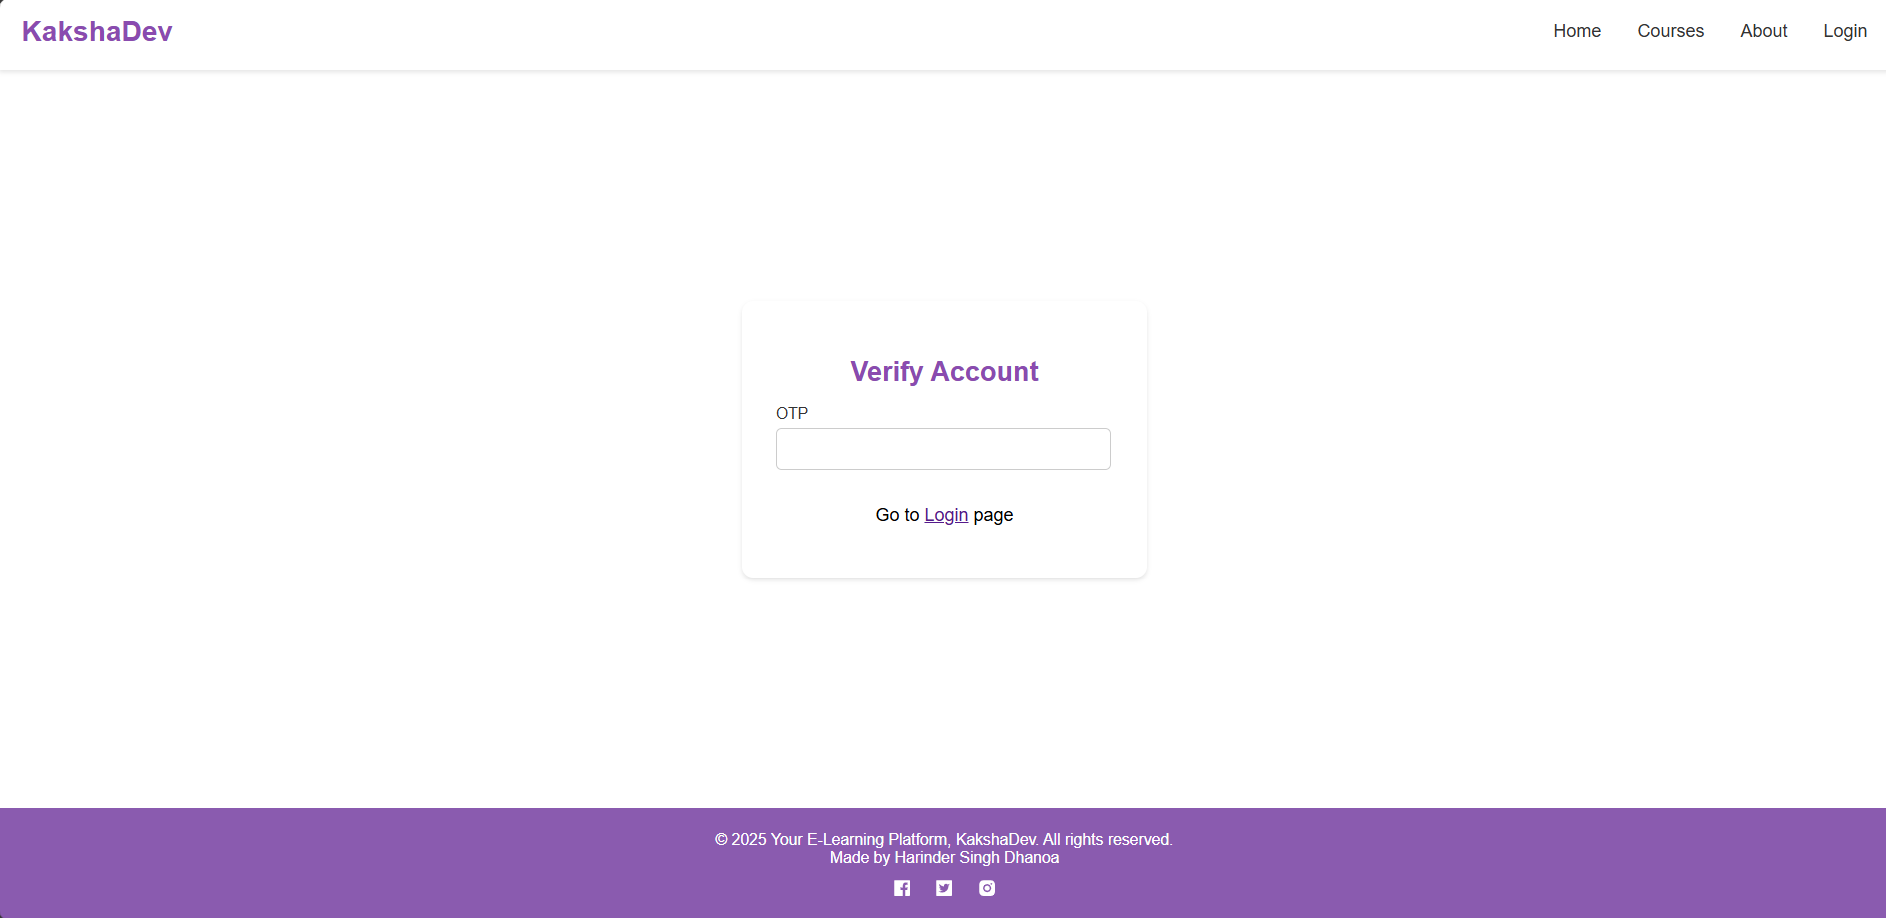 KakshaDev
Home Courses About Login
Verify Account
OTP
Go to Login page
© 2025 Your E-Learning Platform, KakshaDev. All rights reserved.
Made by Harinder Singh Dhanoa